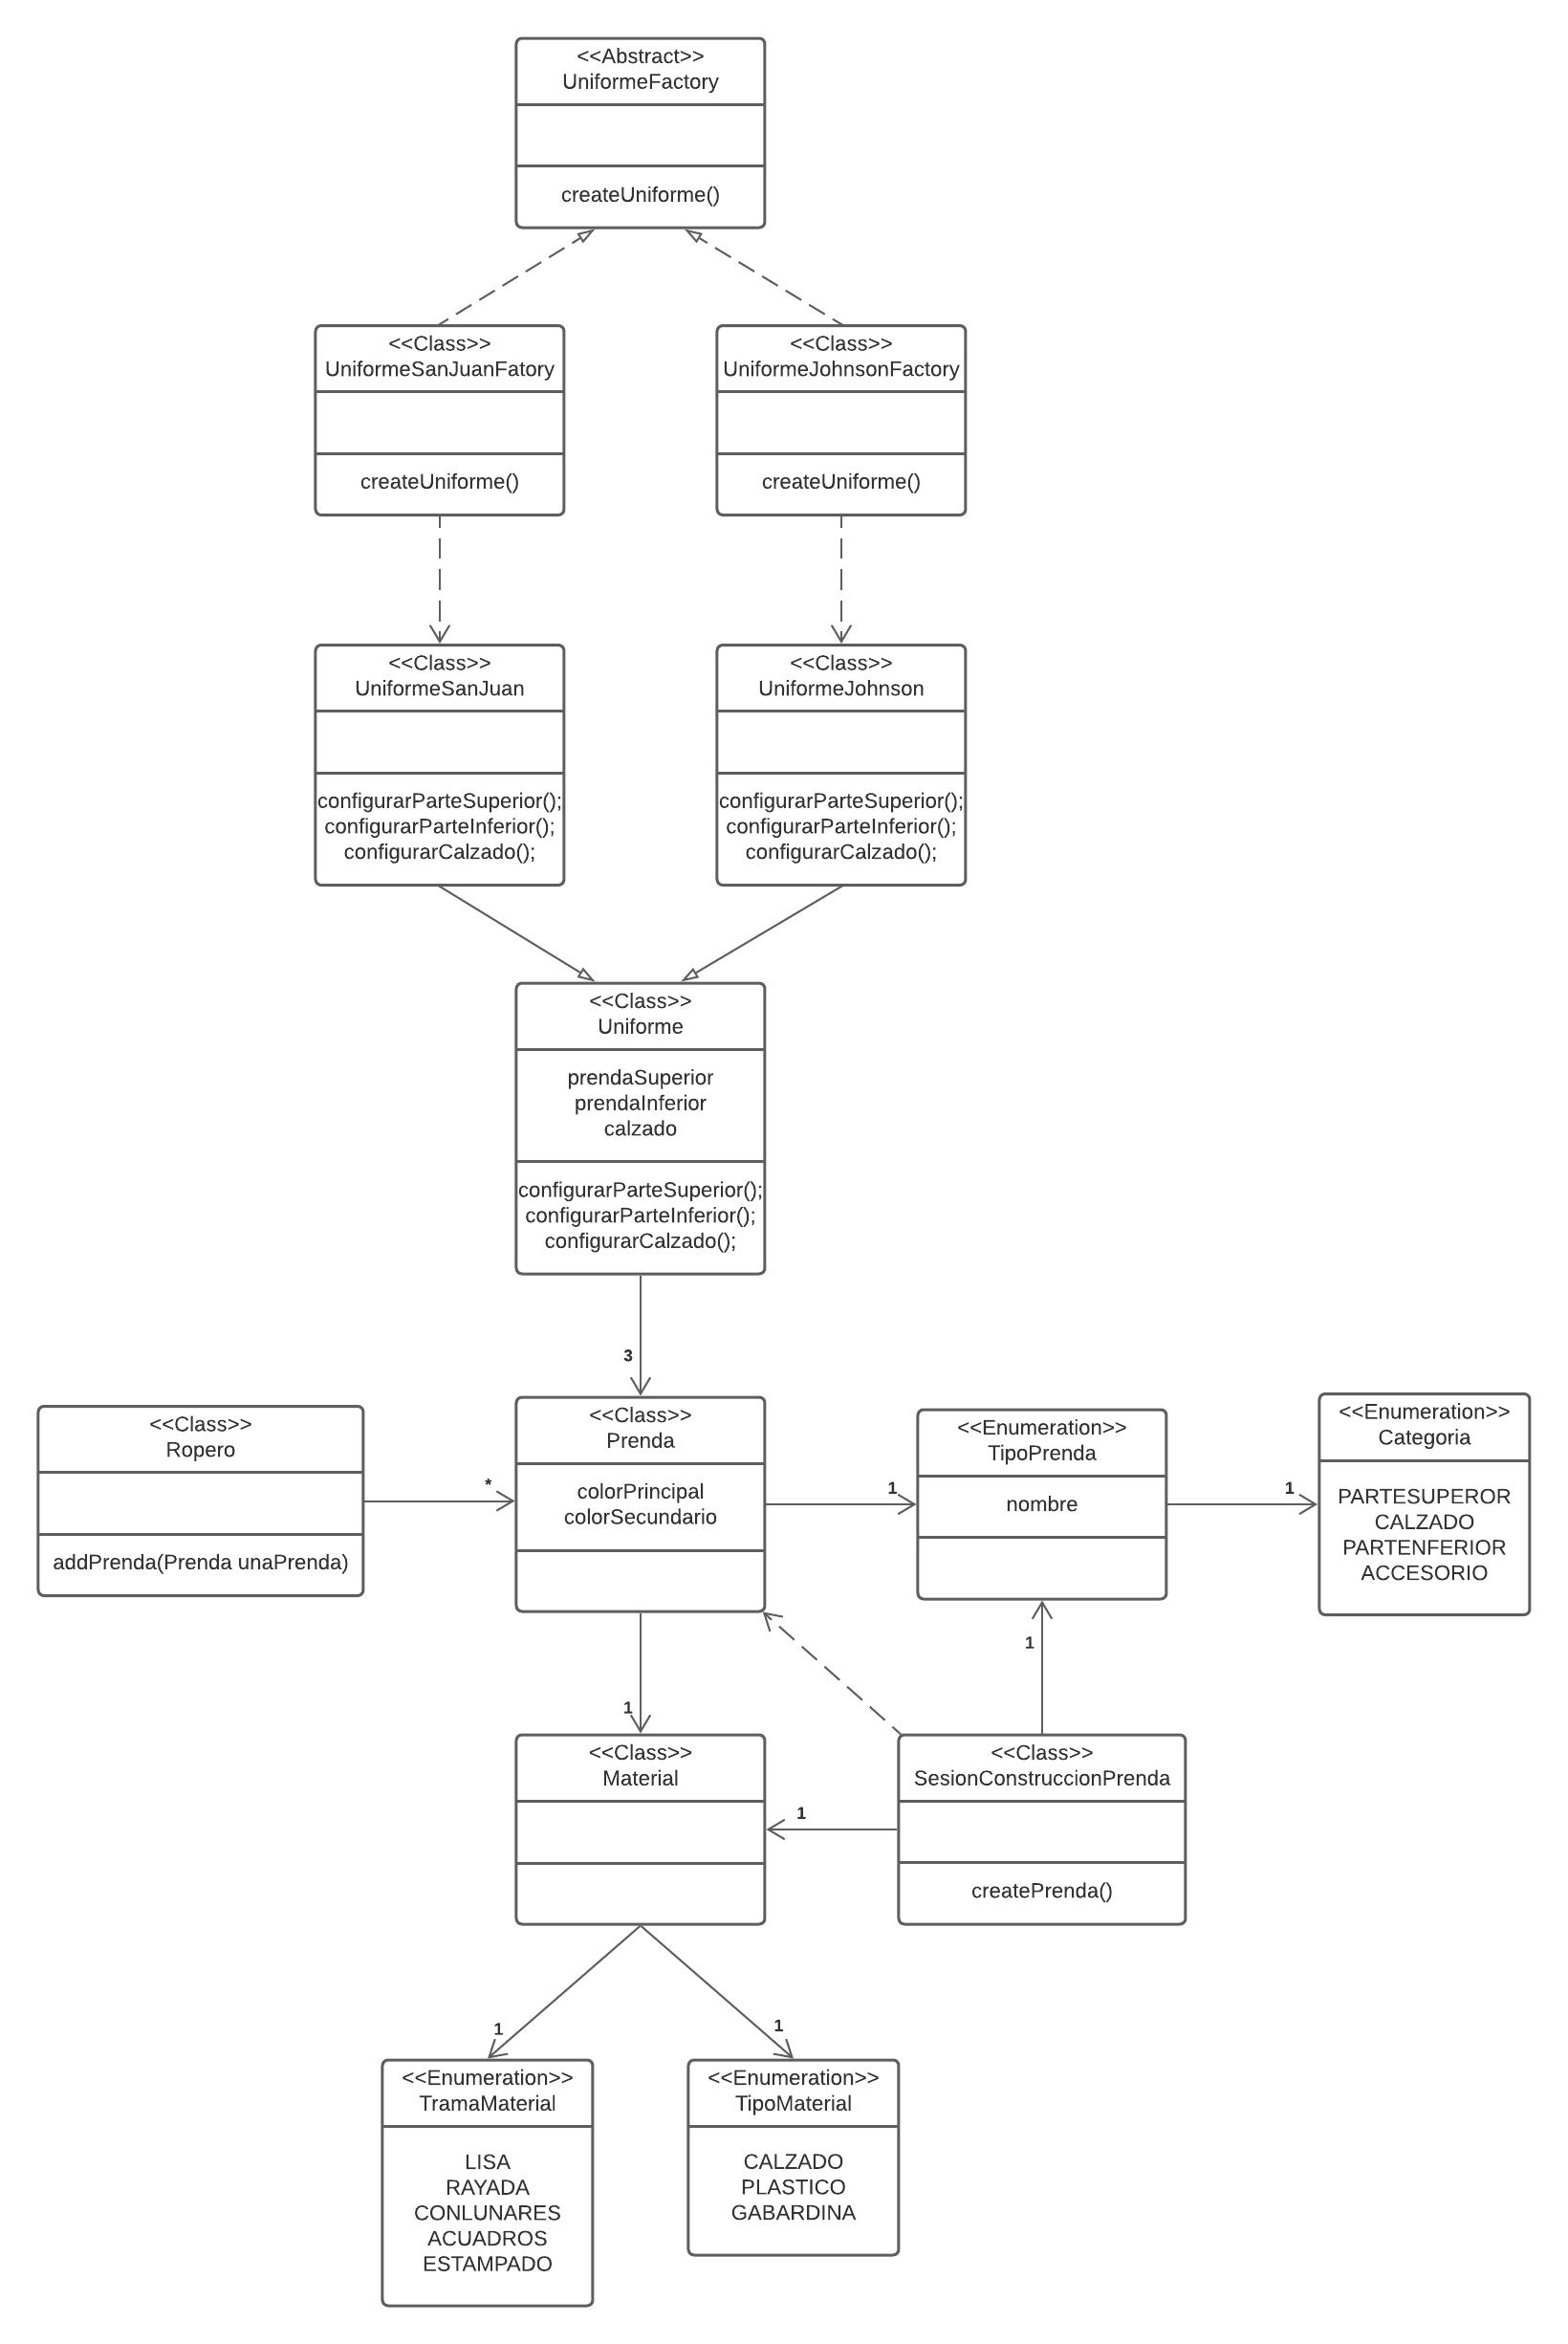 <<Abstract>>
UniformeFactory
createUniforme()
<<Class>>
UniformeSanJuanFatory
createUniforme()
<<Class>>
UniformeJohnsonFactory
createUniforme()
<<Class>>
UniformeSanJuan
configurarParteSuperior();
configurarParteInferior();
configurarCalzado();
<<Class>>
UniformeJohnson
configurarParteSuperior();
configurarParteInferior();
configurarCalzado();
<<Class>>
Uniforme
prendaSuperior
prendaInferior
calzado
configurarParteSuperior();
configurarParteInferior();
configurarCalzado();
3
<<Class>>
Ropero
addPrenda(Prenda unaPrenda)
*
<<Class>>
Prenda
colorPrincipal
colorSecundario
1
<<Enumeration>>
TipoPrenda
nombre
1
<<Enumeration>>
Categoria
PARTESUPEROR
CALZADO
PARTENFERIOR
ACCESORIO
1
1
<<Class>>
Material
1
<<Class>>
SesionConstruccionPrenda
createPrenda()
1
1
<<Enumeration>>
TramaMaterial
LISA
RAYADA
CONLUNARES
ACUADROS
ESTAMPADO
<<Enumeration>>
TipoMaterial
CALZADO
PLASTICO
GABARDINA